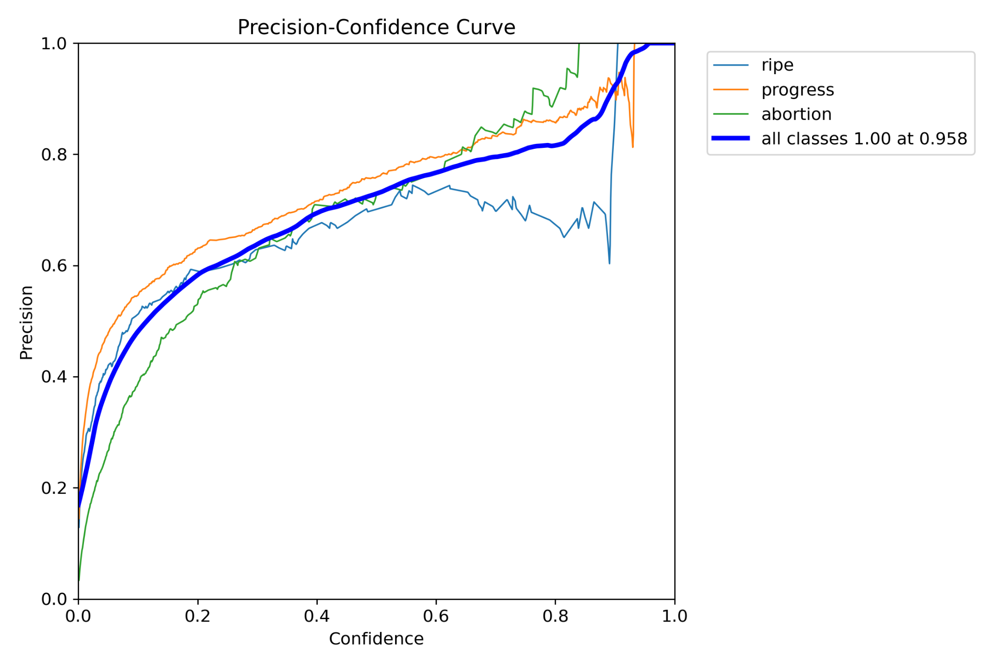 Precision-Confidence Curve
1.0
0.8
0.6
0.4
0.2
0.0
Precision
0.0 0.2 0.4 0.6 0.8 1.0
Confidence
ripe
progress
abortion
all classes 1.00 at 0.958